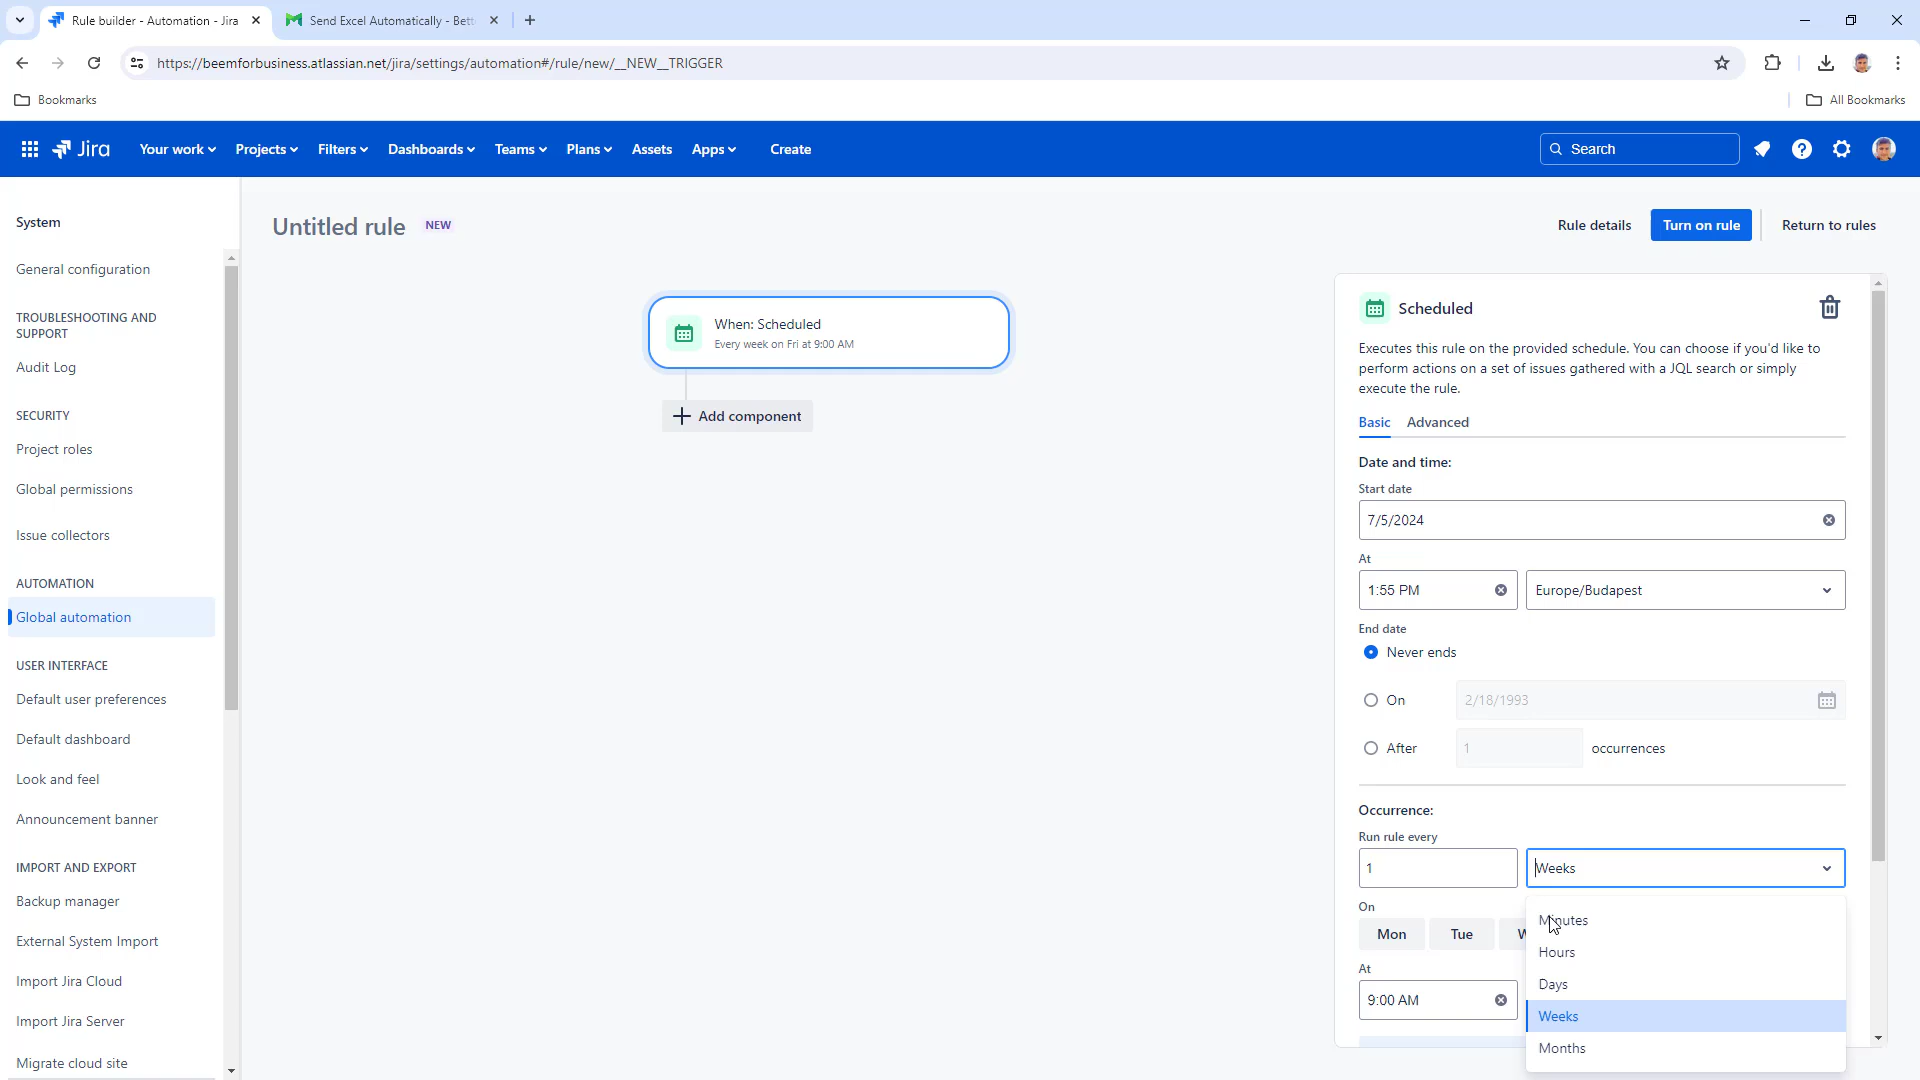 Rule builder - Automation - Jira
Send Excel Automatically - Bett
https://beemforbusiness.atlassian.net/jira/settings/automation#/rule/new/__NEW__TRIGGER
Bookmarks
All Bookmarks
Jira
Your work
Projects
Filters
Dashboards
Teams
Plans
Assets
Apps
Create
Search
System
General configuration
TROUBLESHOOTING AND
SUPPORT
Audit Log
SECURITY
Project roles
Global permissions
Issue collectors
AUTOMATION
Global automation
USER INTERFACE
Default user preferences
Default dashboard
Look and feel
Announcement banner
IMPORT AND EXPORT
Backup manager
External System Import
Import Jira Cloud
Import Jira Server
Migrate cloud site
Untitled rule
NEW
Rule details
Turn on rule
Return to rules
When: Scheduled
Every week on Fri at 9:00 AM
Add component
Scheduled
Executes this rule on the provided schedule. You can choose if you'd like to
perform actions on a set of issues gathered with a JQL search or simply
execute the rule.
Basic
Advanced
Date and time:
Start date
7/5/2024
At
1:55 PM
Europe/Budapest
End date
Never ends
On
2/18/1993
After
1
occurrences
Occurrence:
Run rule every
1
Weeks
On
Mon
Tue
At
9:00 AM
Minutes
Hours
Days
Weeks
Months